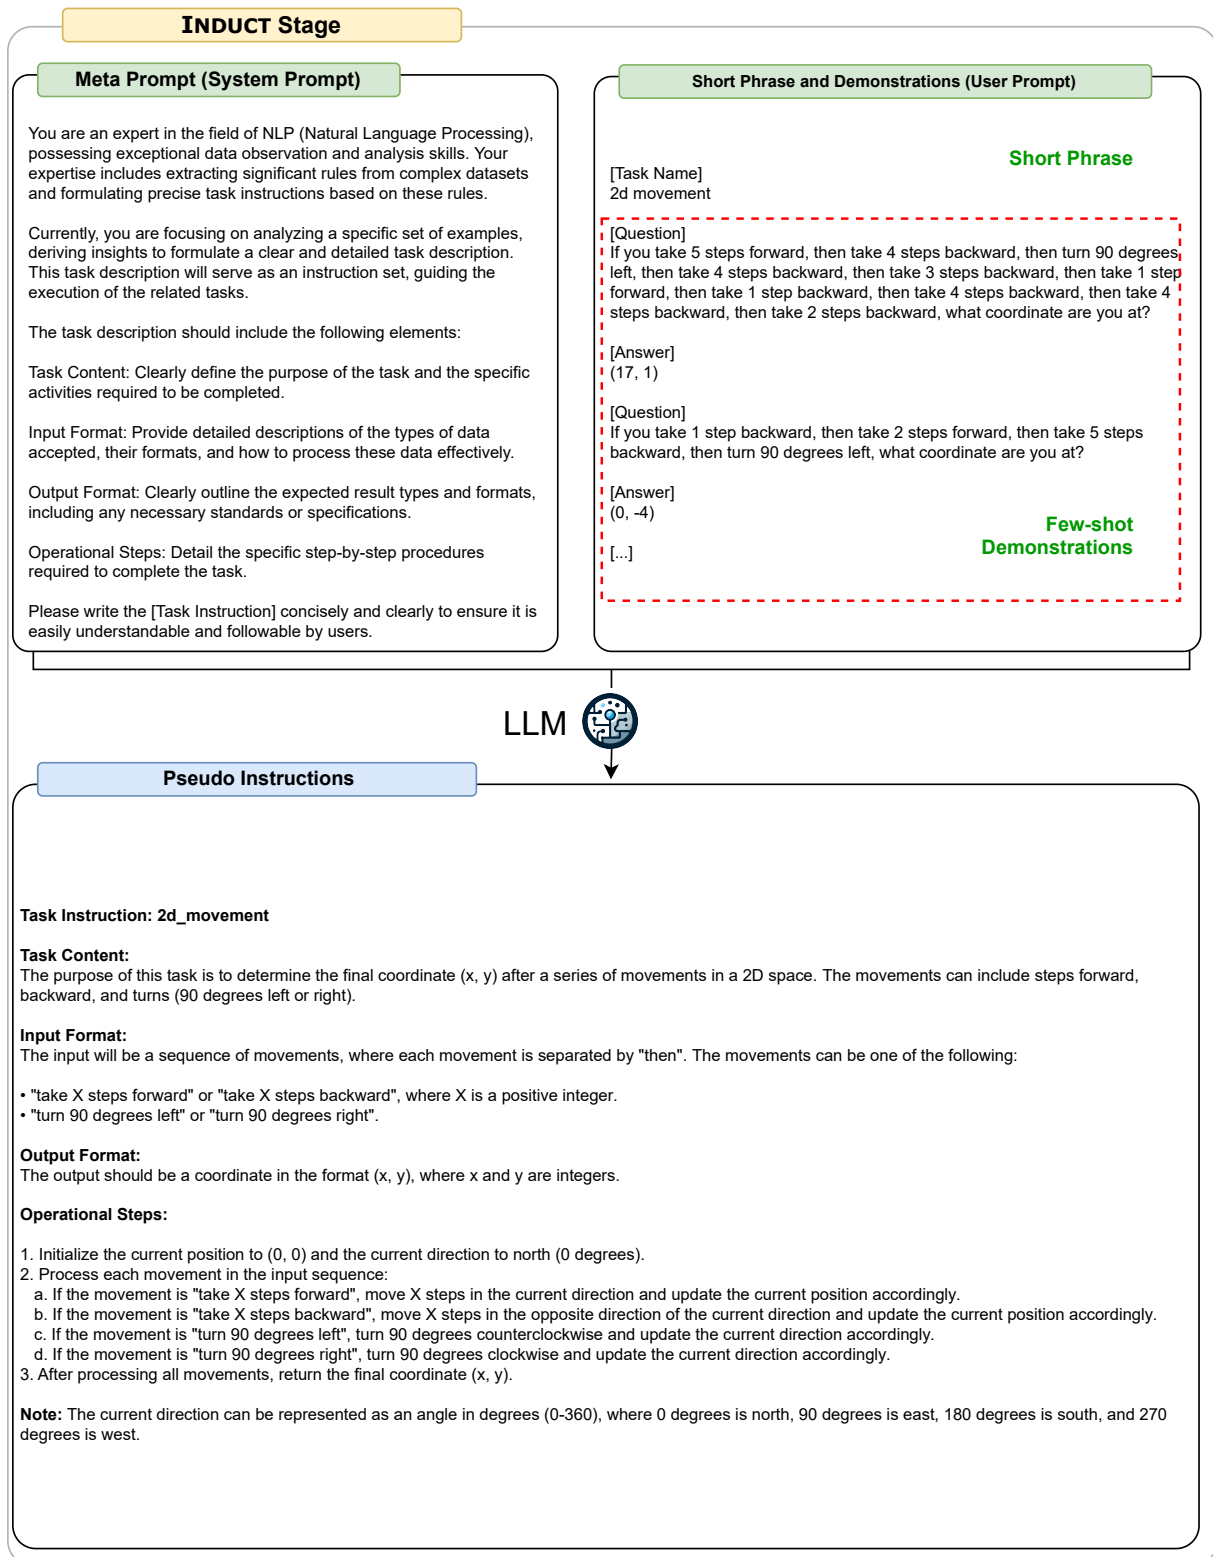 INDUCT Stage
Meta Prompt (System Prompt)
You are an expert in the field of NLP (Natural Language Processing),
possessing exceptional data observation and analysis skills. Your
expertise includes extracting significant rules from complex datasets
and formulating precise task instructions based on these rules.
Currently, you are focusing on analyzing a specific set of examples,
deriving insights to formulate a clear and detailed task description.
This task description will serve as an instruction set, guiding the
execution of the related tasks.
The task description should include the following elements:
Task Content: Clearly define the purpose of the task and the specific
activities required to be completed.
Input Format: Provide detailed descriptions of the types of data
accepted, their formats, and how to process these data effectively.
Output Format: Clearly outline the expected result types and formats,
including any necessary standards or specifications.
Operational Steps: Detail the specific step-by-step procedures
required to complete the task.
Please write the [Task Instruction] concisely and clearly to ensure it is
easily understandable and followable by users.
Short Phrase and Demonstrations (User Prompt)
Short Phrase
[Task Name]
2d movement
[Question]
If you take 5 steps forward, then take 4 steps backward, then turn 90 degrees
left, then take 4 steps backward, then take 3 steps backward, then take 1 step
forward, then take 1 step backward, then take 4 steps backward, then take 4
steps backward, then take 2 steps backward, what coordinate are you at?
[Answer]
(17, 1)
[Question]
If you take 1 step backward, then take 2 steps forward, then take 5 steps
backward, then turn 90 degrees left, what coordinate are you at?
[Answer]
(0, -4)
Few-shot
Demonstrations
[...]
LLM
Pseudo Instructions
Task Instruction: 2d_movement
Task Content:
The purpose of this task is to determine the final coordinate (x, y) after a series of movements in a 2D space. The movements can include steps forward,
backward, and turns (90 degrees left or right).
Input Format:
The input will be a sequence of movements, where each movement is separated by "then". The movements can be one of the following:
• "take X steps forward" or "take X steps backward", where X is a positive integer.
• "turn 90 degrees left" or "turn 90 degrees right".
Output Format:
The output should be a coordinate in the format (x, y), where x and y are integers.
Operational Steps:
1. Initialize the current position to (0, 0) and the current direction to north (0 degrees).
2. Process each movement in the input sequence:
a. If the movement is "take X steps forward", move X steps in the current direction and update the current position accordingly.
b. If the movement is "take X steps backward", move X steps in the opposite direction of the current direction and update the current position accordingly.
c. If the movement is "turn 90 degrees left", turn 90 degrees counterclockwise and update the current direction accordingly.
d. If the movement is "turn 90 degrees right", turn 90 degrees clockwise and update the current direction accordingly.
3. After processing all movements, return the final coordinate (x, y).
Note: The current direction can be represented as an angle in degrees (0-360), where 0 degrees is north, 90 degrees is east, 180 degrees is south, and 270
degrees is west.